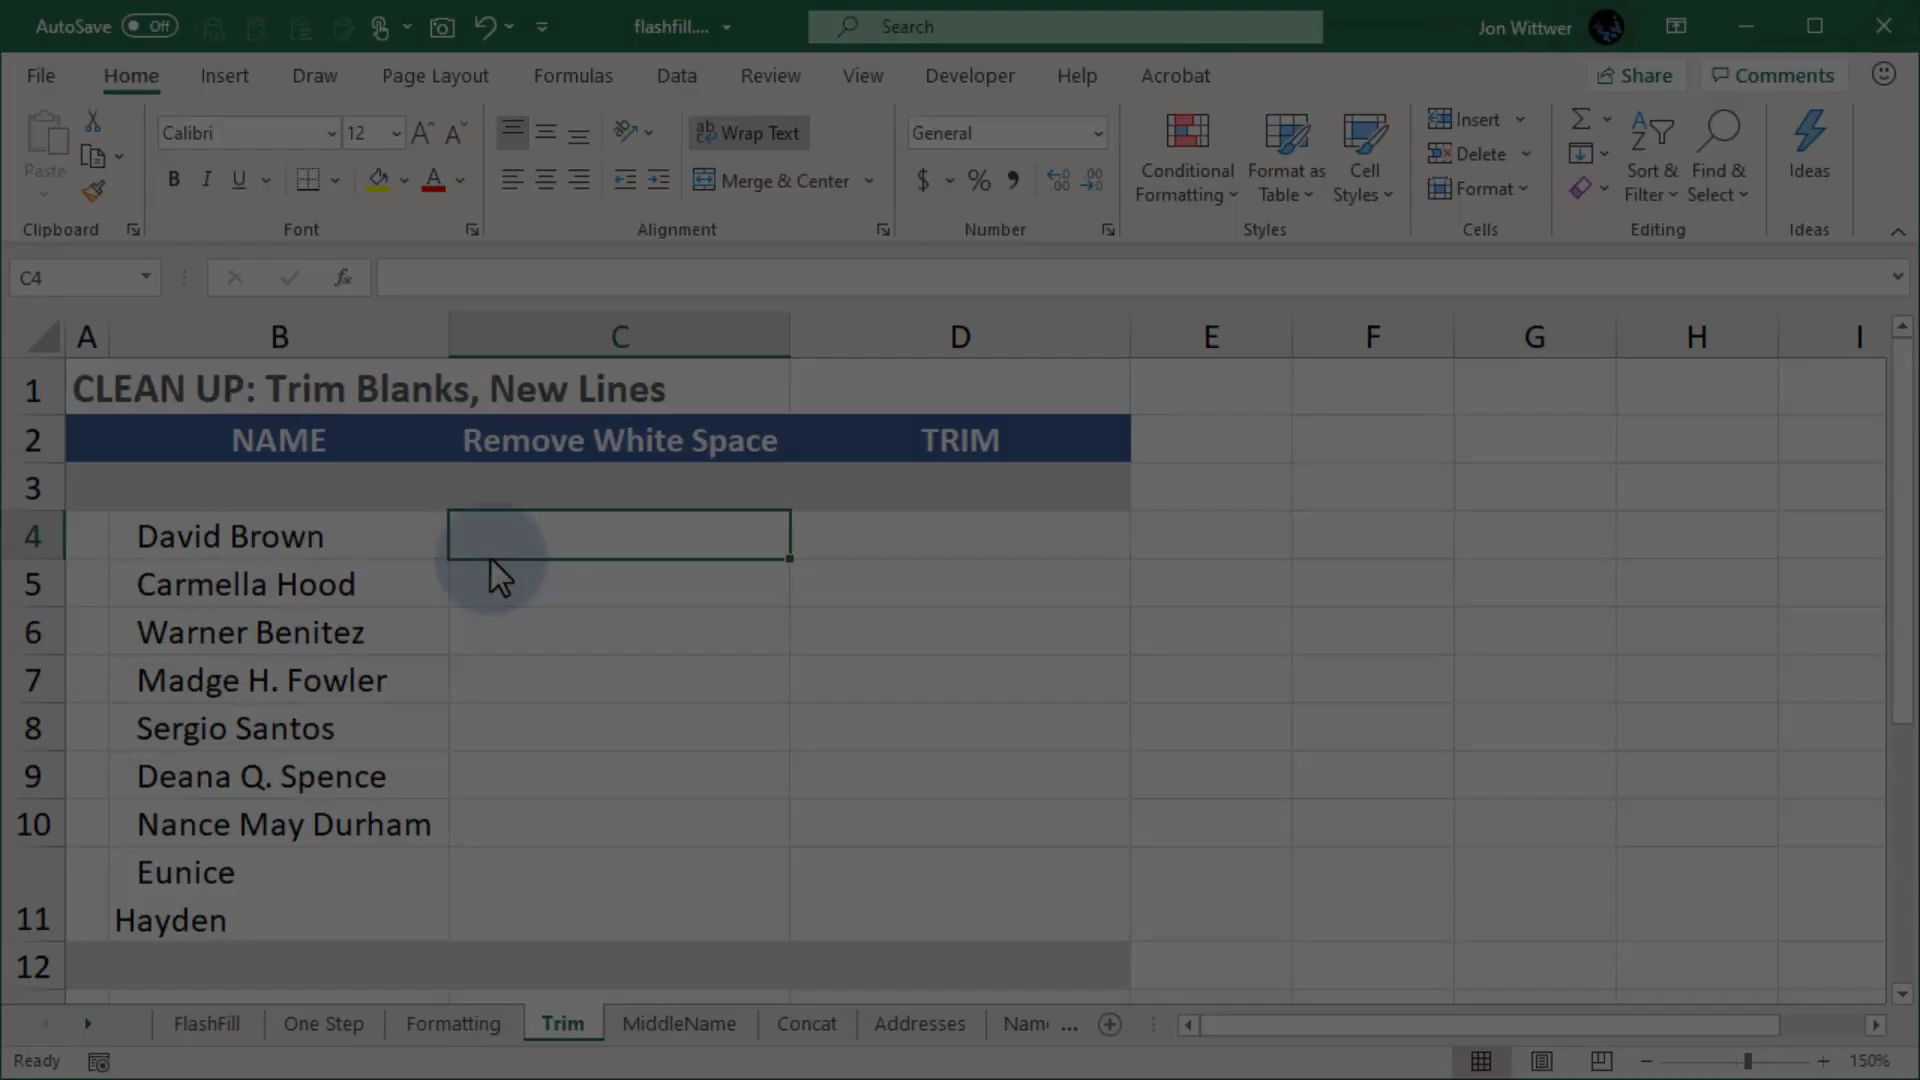 AutoSave Off flashfill.... Search Jon Wittwer
File Home Insert Draw Page Layout Formulas Data Review View Developer Help Acrobat Share Comments
Paste Calibri 12 Wrap Text General Conditional Formatting Format as Table Cell Styles Insert Sort & Filter Find & Select Ideas
B I U Merge & Center $ % Delete
Format
Clipboard Font Alignment Number Styles Cells Editing Ideas
C4 fx
A B C D E F G H I
1 CLEAN UP: Trim Blanks, New Lines
2 NAME Remove White Space TRIM
3
4 David Brown
5 Carmella Hood
6 Warner Benitez
7 Madge H. Fowler
8 Sergio Santos
9 Deana Q. Spence
10 Nance May Durham
Eunice
11 Hayden
12
FlashFill One Step Formatting Trim MiddleName Concat Addresses Nam ...
Ready 150%